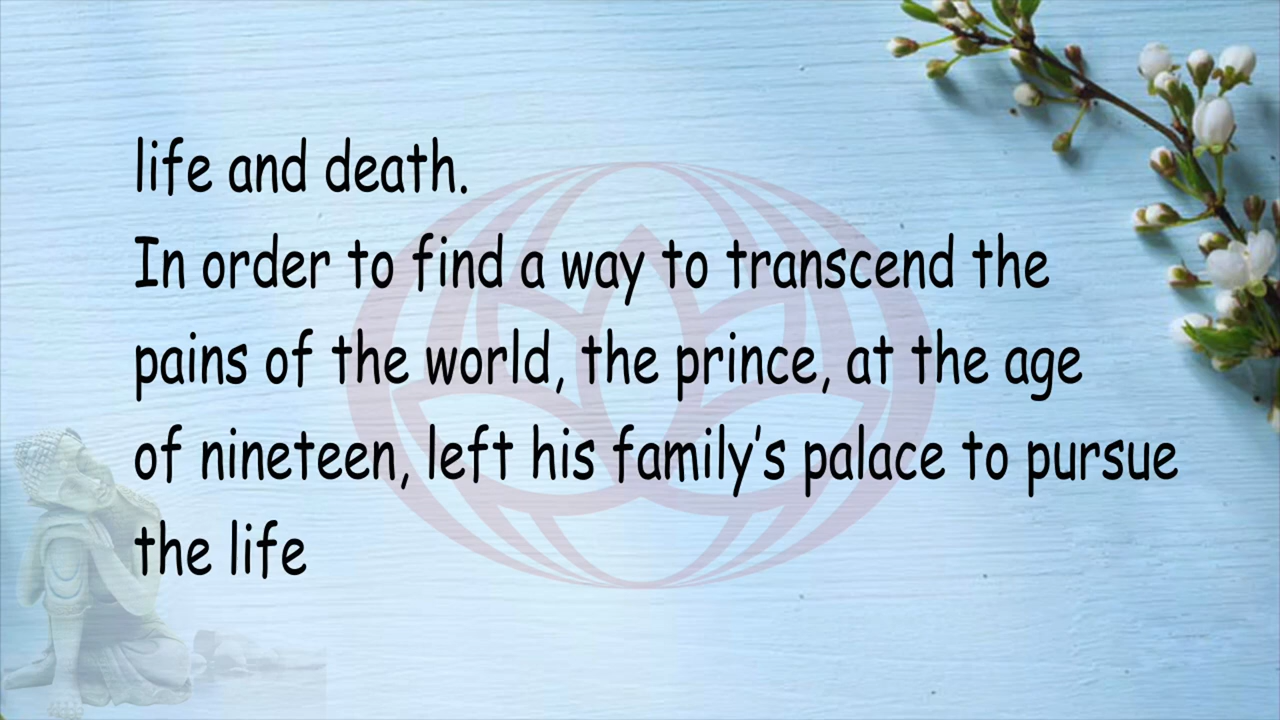 life and death.
In order to find a way to transcend the
pains of the world, the prince, at the age
of nineteen, left his family's palace to pursue
the life